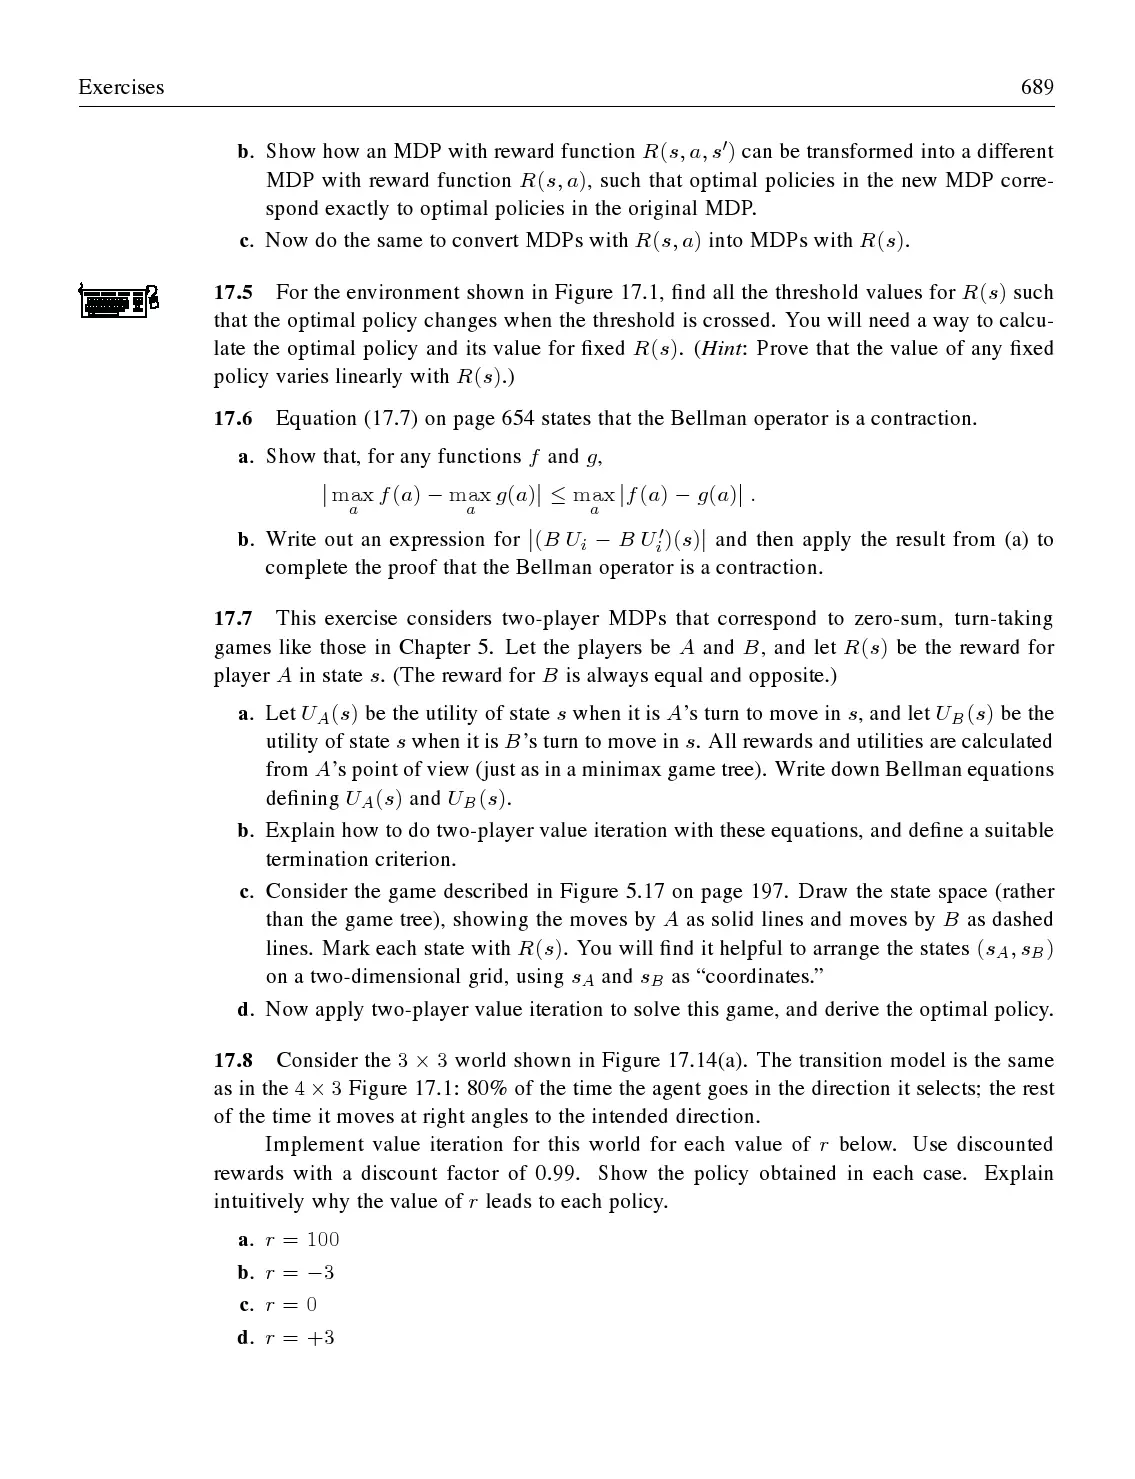 Exercises 689
b. Show how an MDP with reward function R(s, a, s′) can be transformed into a different
MDP with reward function R(s, a), such that optimal policies in the new MDP corre-
spond exactly to optimal policies in the original MDP.
c. Now do the same to convert MDPs with R(s, a) into MDPs with R(s).
17.5 For the environment shown in Figure 17.1, find all the threshold values for R(s) such
that the optimal policy changes when the threshold is crossed. You will need a way to calcu-
late the optimal policy and its value for fixed R(s). (Hint: Prove that the value of any fixed
policy varies linearly with R(s).)
17.6 Equation (17.7) on page 654 states that the Bellman operator is a contraction.
a. Show that, for any functions f and g,
|max f(a) − max g(a)| ≤ max |f(a) − g(a)| .
a a a
b. Write out an expression for |(B U_i − B U′_i)(s)| and then apply the result from (a) to
complete the proof that the Bellman operator is a contraction.
17.7 This exercise considers two-player MDPs that correspond to zero-sum, turn-taking
games like those in Chapter 5. Let the players be A and B, and let R(s) be the reward for
player A in state s. (The reward for B is always equal and opposite.)
a. Let U_A(s) be the utility of state s when it is A's turn to move in s, and let U_B(s) be the
utility of state s when it is B's turn to move in s. All rewards and utilities are calculated
from A's point of view (just as in a minimax game tree). Write down Bellman equations
defining U_A(s) and U_B(s).
b. Explain how to do two-player value iteration with these equations, and define a suitable
termination criterion.
c. Consider the game described in Figure 5.17 on page 197. Draw the state space (rather
than the game tree), showing the moves by A as solid lines and moves by B as dashed
lines. Mark each state with R(s). You will find it helpful to arrange the states (s_A, s_B)
on a two-dimensional grid, using s_A and s_B as “coordinates.”
d. Now apply two-player value iteration to solve this game, and derive the optimal policy.
17.8 Consider the 3 × 3 world shown in Figure 17.14(a). The transition model is the same
as in the 4 × 3 Figure 17.1: 80% of the time the agent goes in the direction it selects; the rest
of the time it moves at right angles to the intended direction.
Implement value iteration for this world for each value of r below. Use discounted
rewards with a discount factor of 0.99. Show the policy obtained in each case. Explain
intuitively why the value of r leads to each policy.
a. r = 100
b. r = −3
c. r = 0
d. r = +3